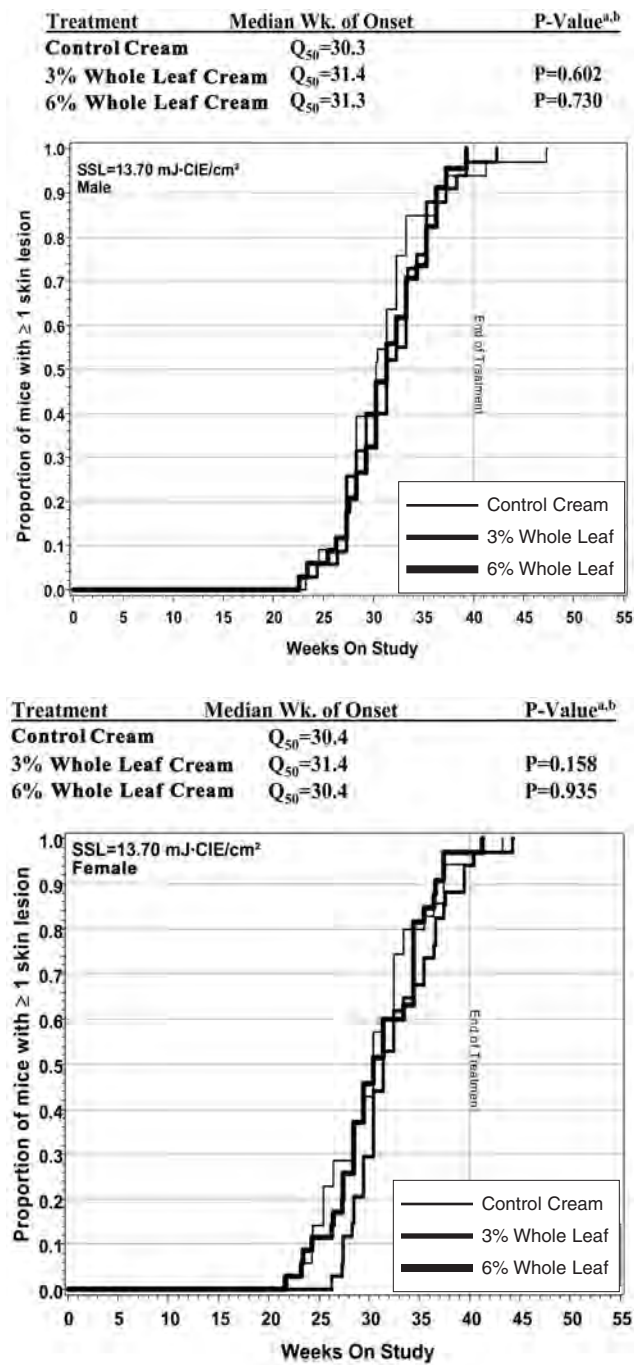 Treatment Median Wk. of Onset P-Valueᵃ,ᵇ
Control Cream Q₅₀=30.3
3% Whole Leaf Cream Q₅₀=31.4 P=0.602
6% Whole Leaf Cream Q₅₀=31.3 P=0.730
SSL=13.70 mJ·CIE/cm²
Male
Proportion of mice with ≥ 1 skin lesion
1.0
0.9
0.8
0.7
0.6
0.5
0.4
0.3
0.2
0.1
0.0
End of Treatment
Control Cream
3% Whole Leaf
6% Whole Leaf
0 5 10 15 20 25 30 35 40 45 50 55
Weeks On Study
Treatment Median Wk. of Onset P-Valueᵃ,ᵇ
Control Cream Q₅₀=30.4
3% Whole Leaf Cream Q₅₀=31.4 P=0.158
6% Whole Leaf Cream Q₅₀=30.4 P=0.935
SSL=13.70 mJ·CIE/cm²
Female
Proportion of mice with ≥ 1 skin lesion
1.0
0.9
0.8
0.7
0.6
0.5
0.4
0.3
0.2
0.1
0.0
End of Treatment
Control Cream
3% Whole Leaf
6% Whole Leaf
0 5 10 15 20 25 30 35 40 45 50 55
Weeks On Study